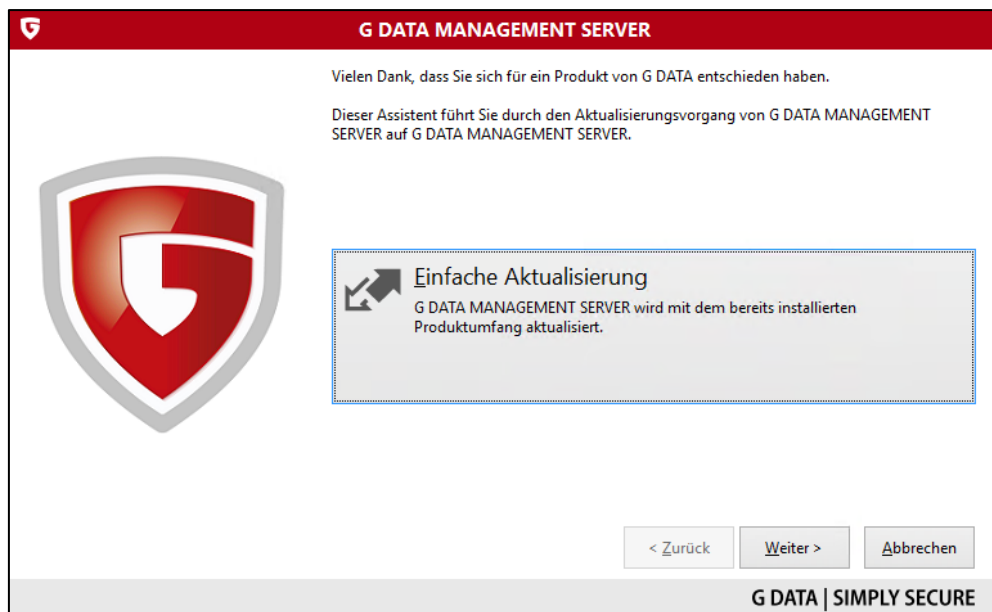 G DATA MANAGEMENT SERVER
Vielen Dank, dass Sie sich für ein Produkt von G DATA entschieden haben.
Dieser Assistent führt Sie durch den Aktualisierungsvorgang von G DATA MANAGEMENT
SERVER auf G DATA MANAGEMENT SERVER.
Einfache Aktualisierung
G DATA MANAGEMENT SERVER wird mit dem bereits installierten
Produktumfang aktualisiert.
< Zurück
Weiter >
Abbrechen
G DATA | SIMPLY SECURE